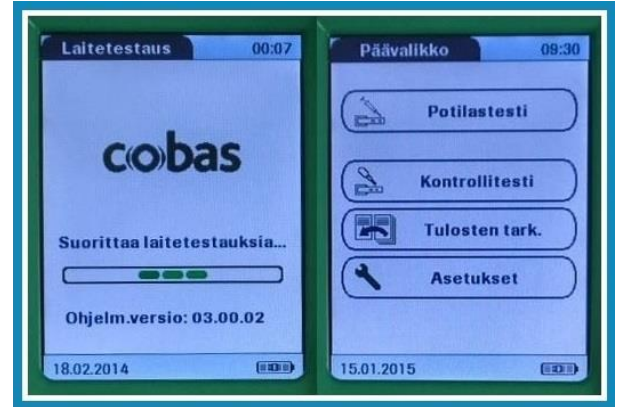 Laitetestaus 00:07
cobas
Suorittaa laitetestauksia...
Ohjelm.versio: 03.00.02
18.02.2014
Päävalikko 09:30
Potilastesti
Kontrollitesti
Tulosten tark.
Asetukset
15.01.2015